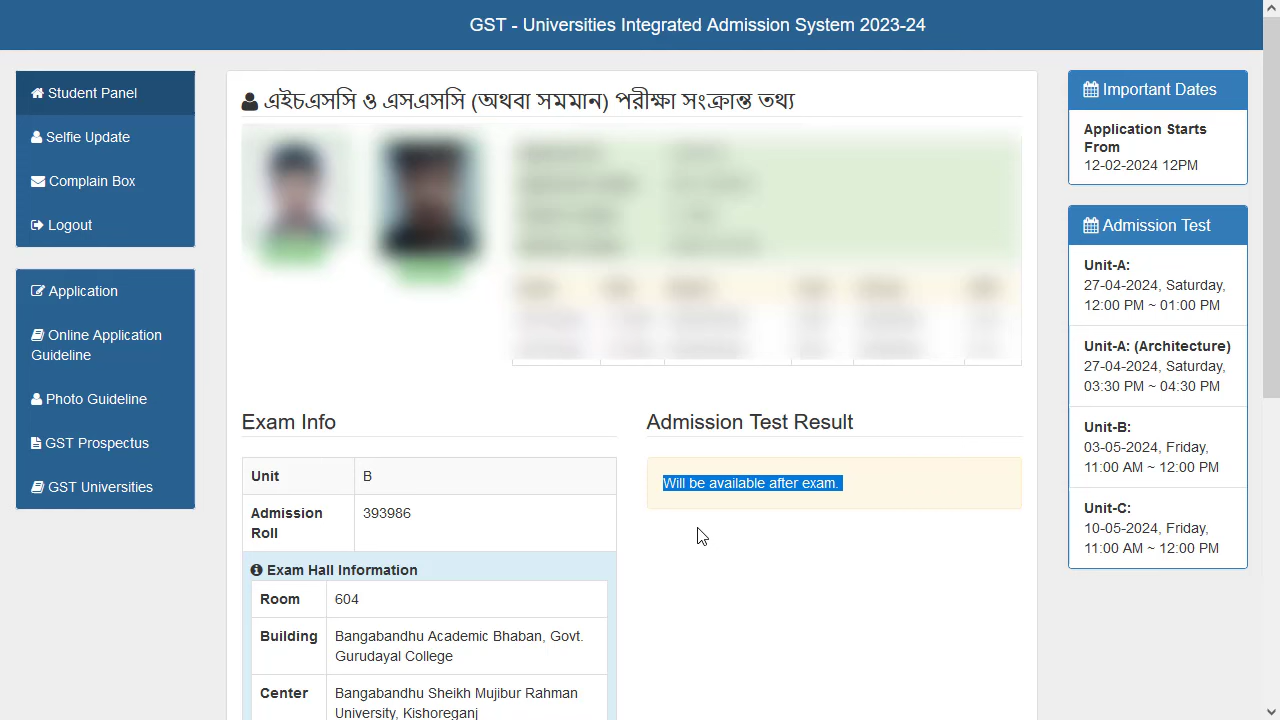 GST - Universities Integrated Admission System 2023-24
Student Panel
Selfie Update
Complain Box
Logout
Application
Online Application
Guideline
Photo Guideline
GST Prospectus
GST Universities
এইচএসসি ও এসএসসি (অথবা সমমান) পরীক্ষা সংক্রান্ত তথ্য
Exam Info
Unit B
Admission 393986
Roll
Exam Hall Information
Room 604
Building Bangabandhu Academic Bhaban, Govt.
Gurudayal College
Center Bangabandhu Sheikh Mujibur Rahman
University, Kishoreganj
Admission Test Result
Will be available after exam.
Important Dates
Application Starts
From
12-02-2024 12PM
Admission Test
Unit-A:
27-04-2024, Saturday,
12:00 PM ~ 01:00 PM
Unit-A: (Architecture)
27-04-2024, Saturday,
03:30 PM ~ 04:30 PM
Unit-B:
03-05-2024, Friday,
11:00 AM ~ 12:00 PM
Unit-C:
10-05-2024, Friday,
11:00 AM ~ 12:00 PM